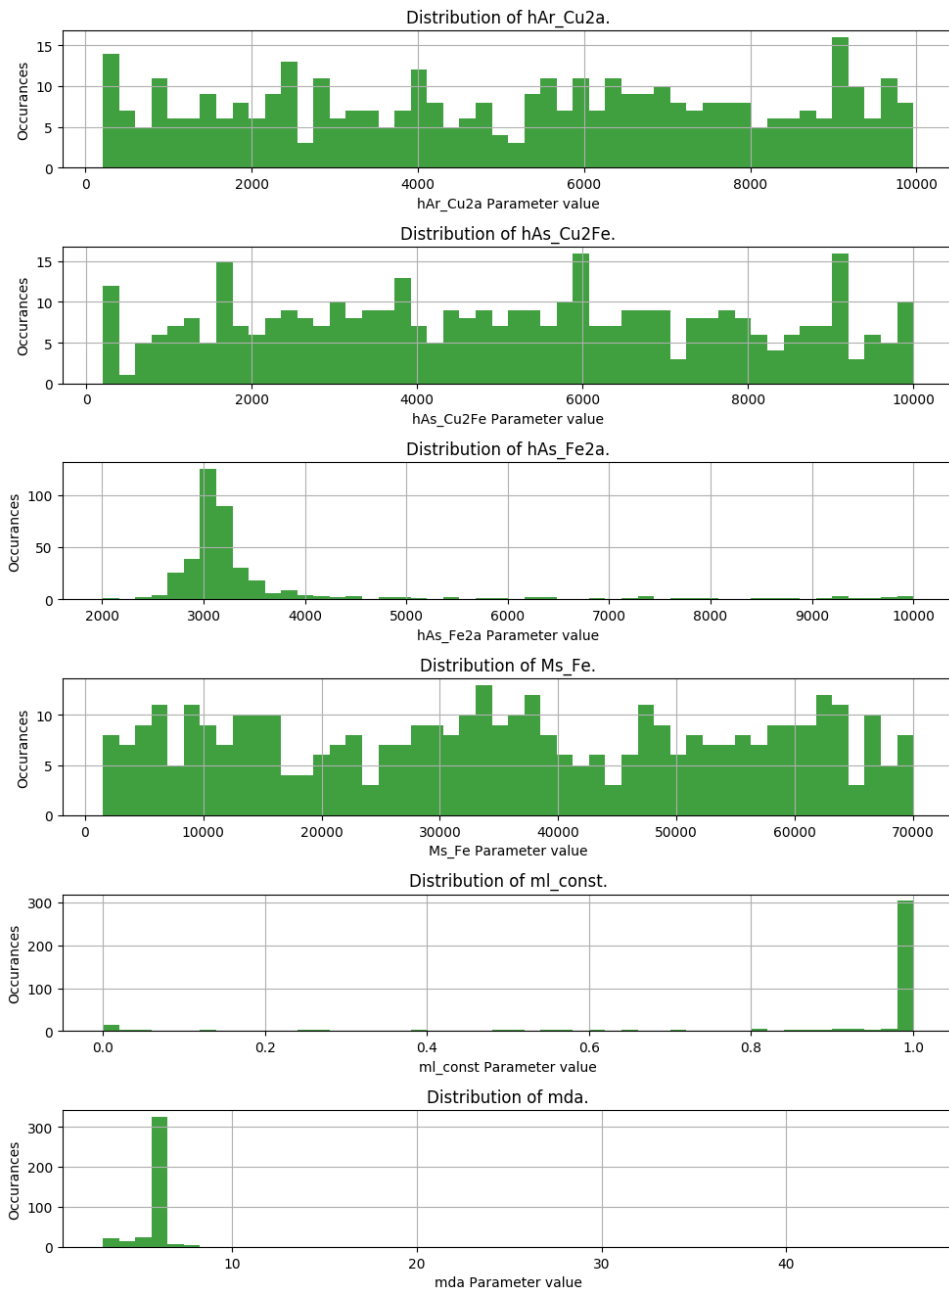 Distribution of hAr_Cu2a.
15
10
5
0
Occurances
0 2000 4000 6000 8000 10000
hAr_Cu2a Parameter value
Distribution of hAs_Cu2Fe.
15
10
5
0
Occurances
0 2000 4000 6000 8000 10000
hAs_Cu2Fe Parameter value
Distribution of hAs_Fe2a.
100
50
0
Occurances
2000 3000 4000 5000 6000 7000 8000 9000 10000
hAs_Fe2a Parameter value
Distribution of Ms_Fe.
10
5
0
Occurances
0 10000 20000 30000 40000 50000 60000 70000
Ms_Fe Parameter value
Distribution of ml_const.
300
200
100
0
Occurances
0.0 0.2 0.4 0.6 0.8 1.0
ml_const Parameter value
Distribution of mda.
300
200
100
0
Occurances
10 20 30 40
mda Parameter value